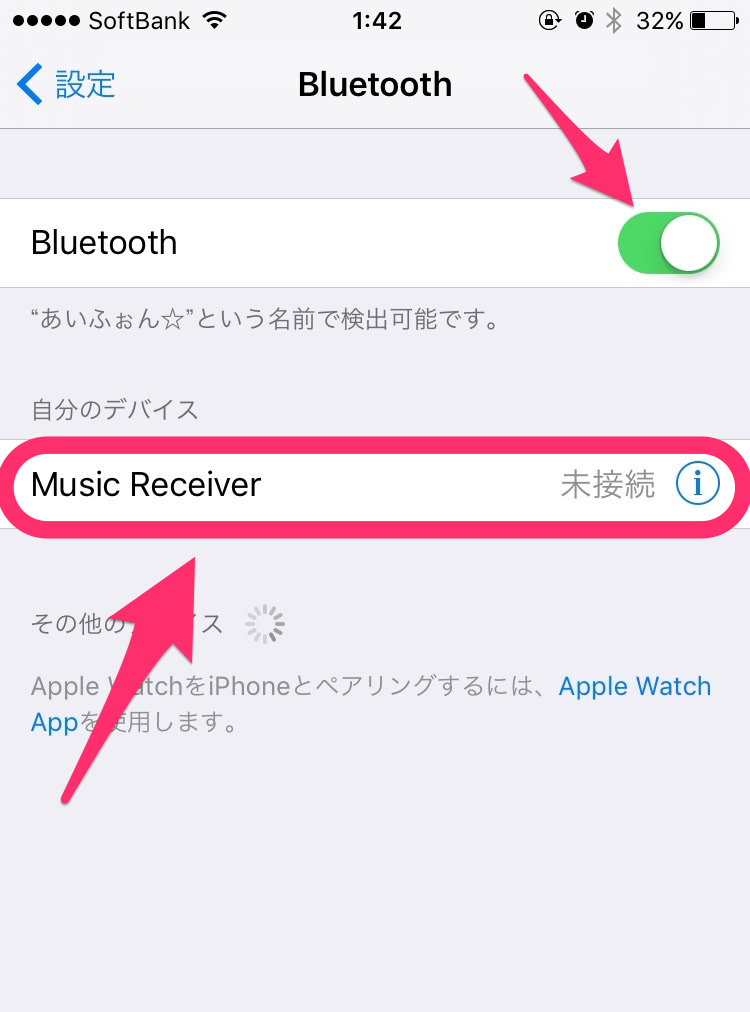 SoftBank 1:42 32%
設定 Bluetooth
Bluetooth
“あいふぉん☆”という名前で検出可能です。
自分のデバイス
Music Receiver 未接続 i
その他の イス
Apple WatchをiPhoneとペアリングするには、Apple Watch
Appを使用します。